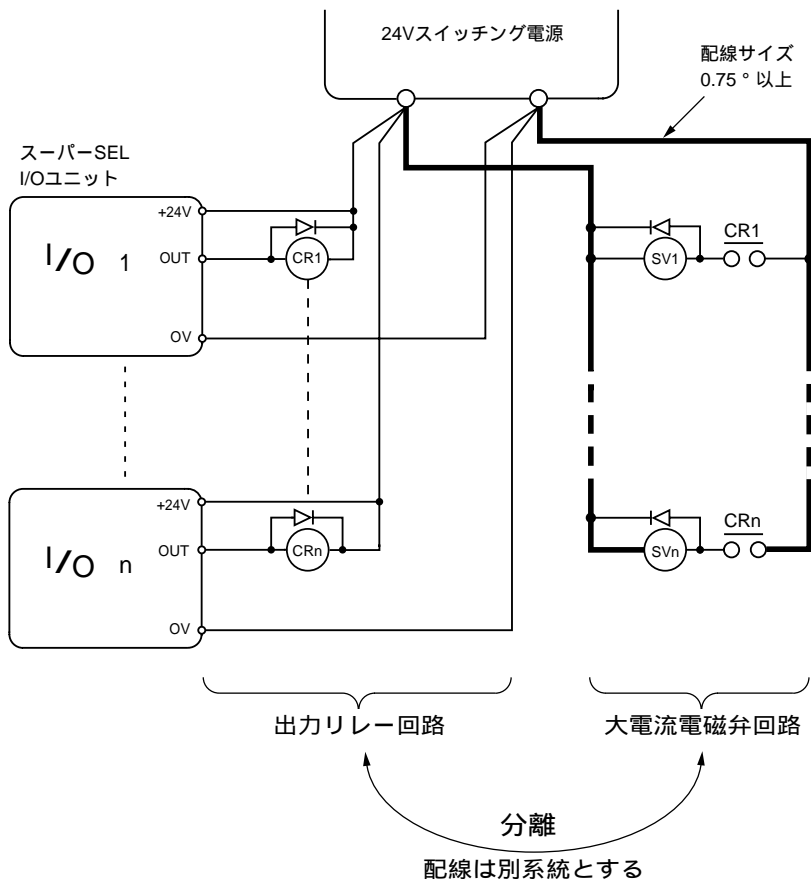 24Vスイッチング電源
配線サイズ
0.75 ° 以上
スーパーSEL
I/Oユニット
I/O 1
+24V
OUT
OV
CR1
SV1
CR1
I/O n
+24V
OUT
OV
CRn
SVn
CRn
出力リレー回路
大電流電磁弁回路
分離
配線は別系統とする